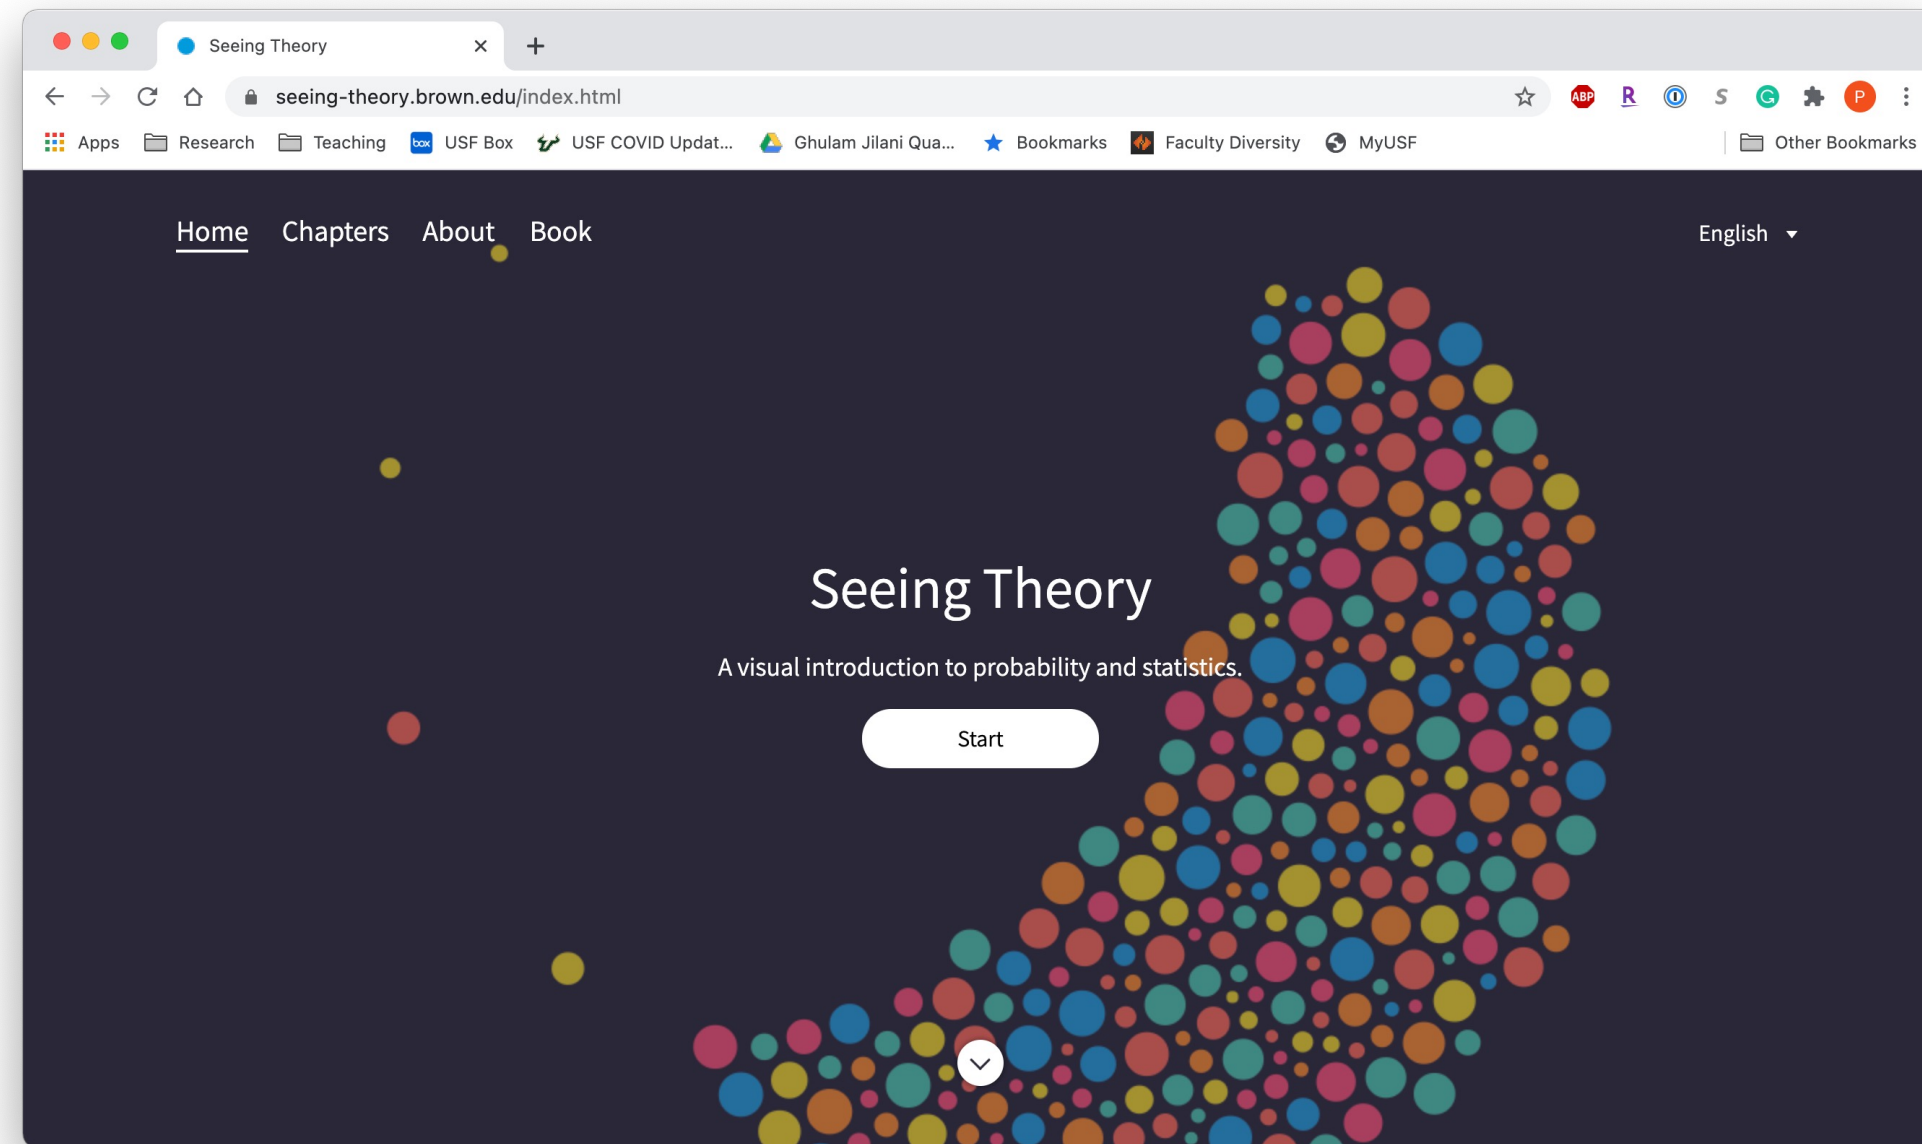 Seeing Theory
seeing-theory.brown.edu/index.html
ABP
R
S
G
P
Apps
Research
Teaching
box
USF Box
USF COVID Updat...
Ghulam Jilani Qua...
Bookmarks
Faculty Diversity
MyUSF
Other Bookmarks
Home
Chapters
About
Book
English
Seeing Theory
A visual introduction to probability and statistics.
Start